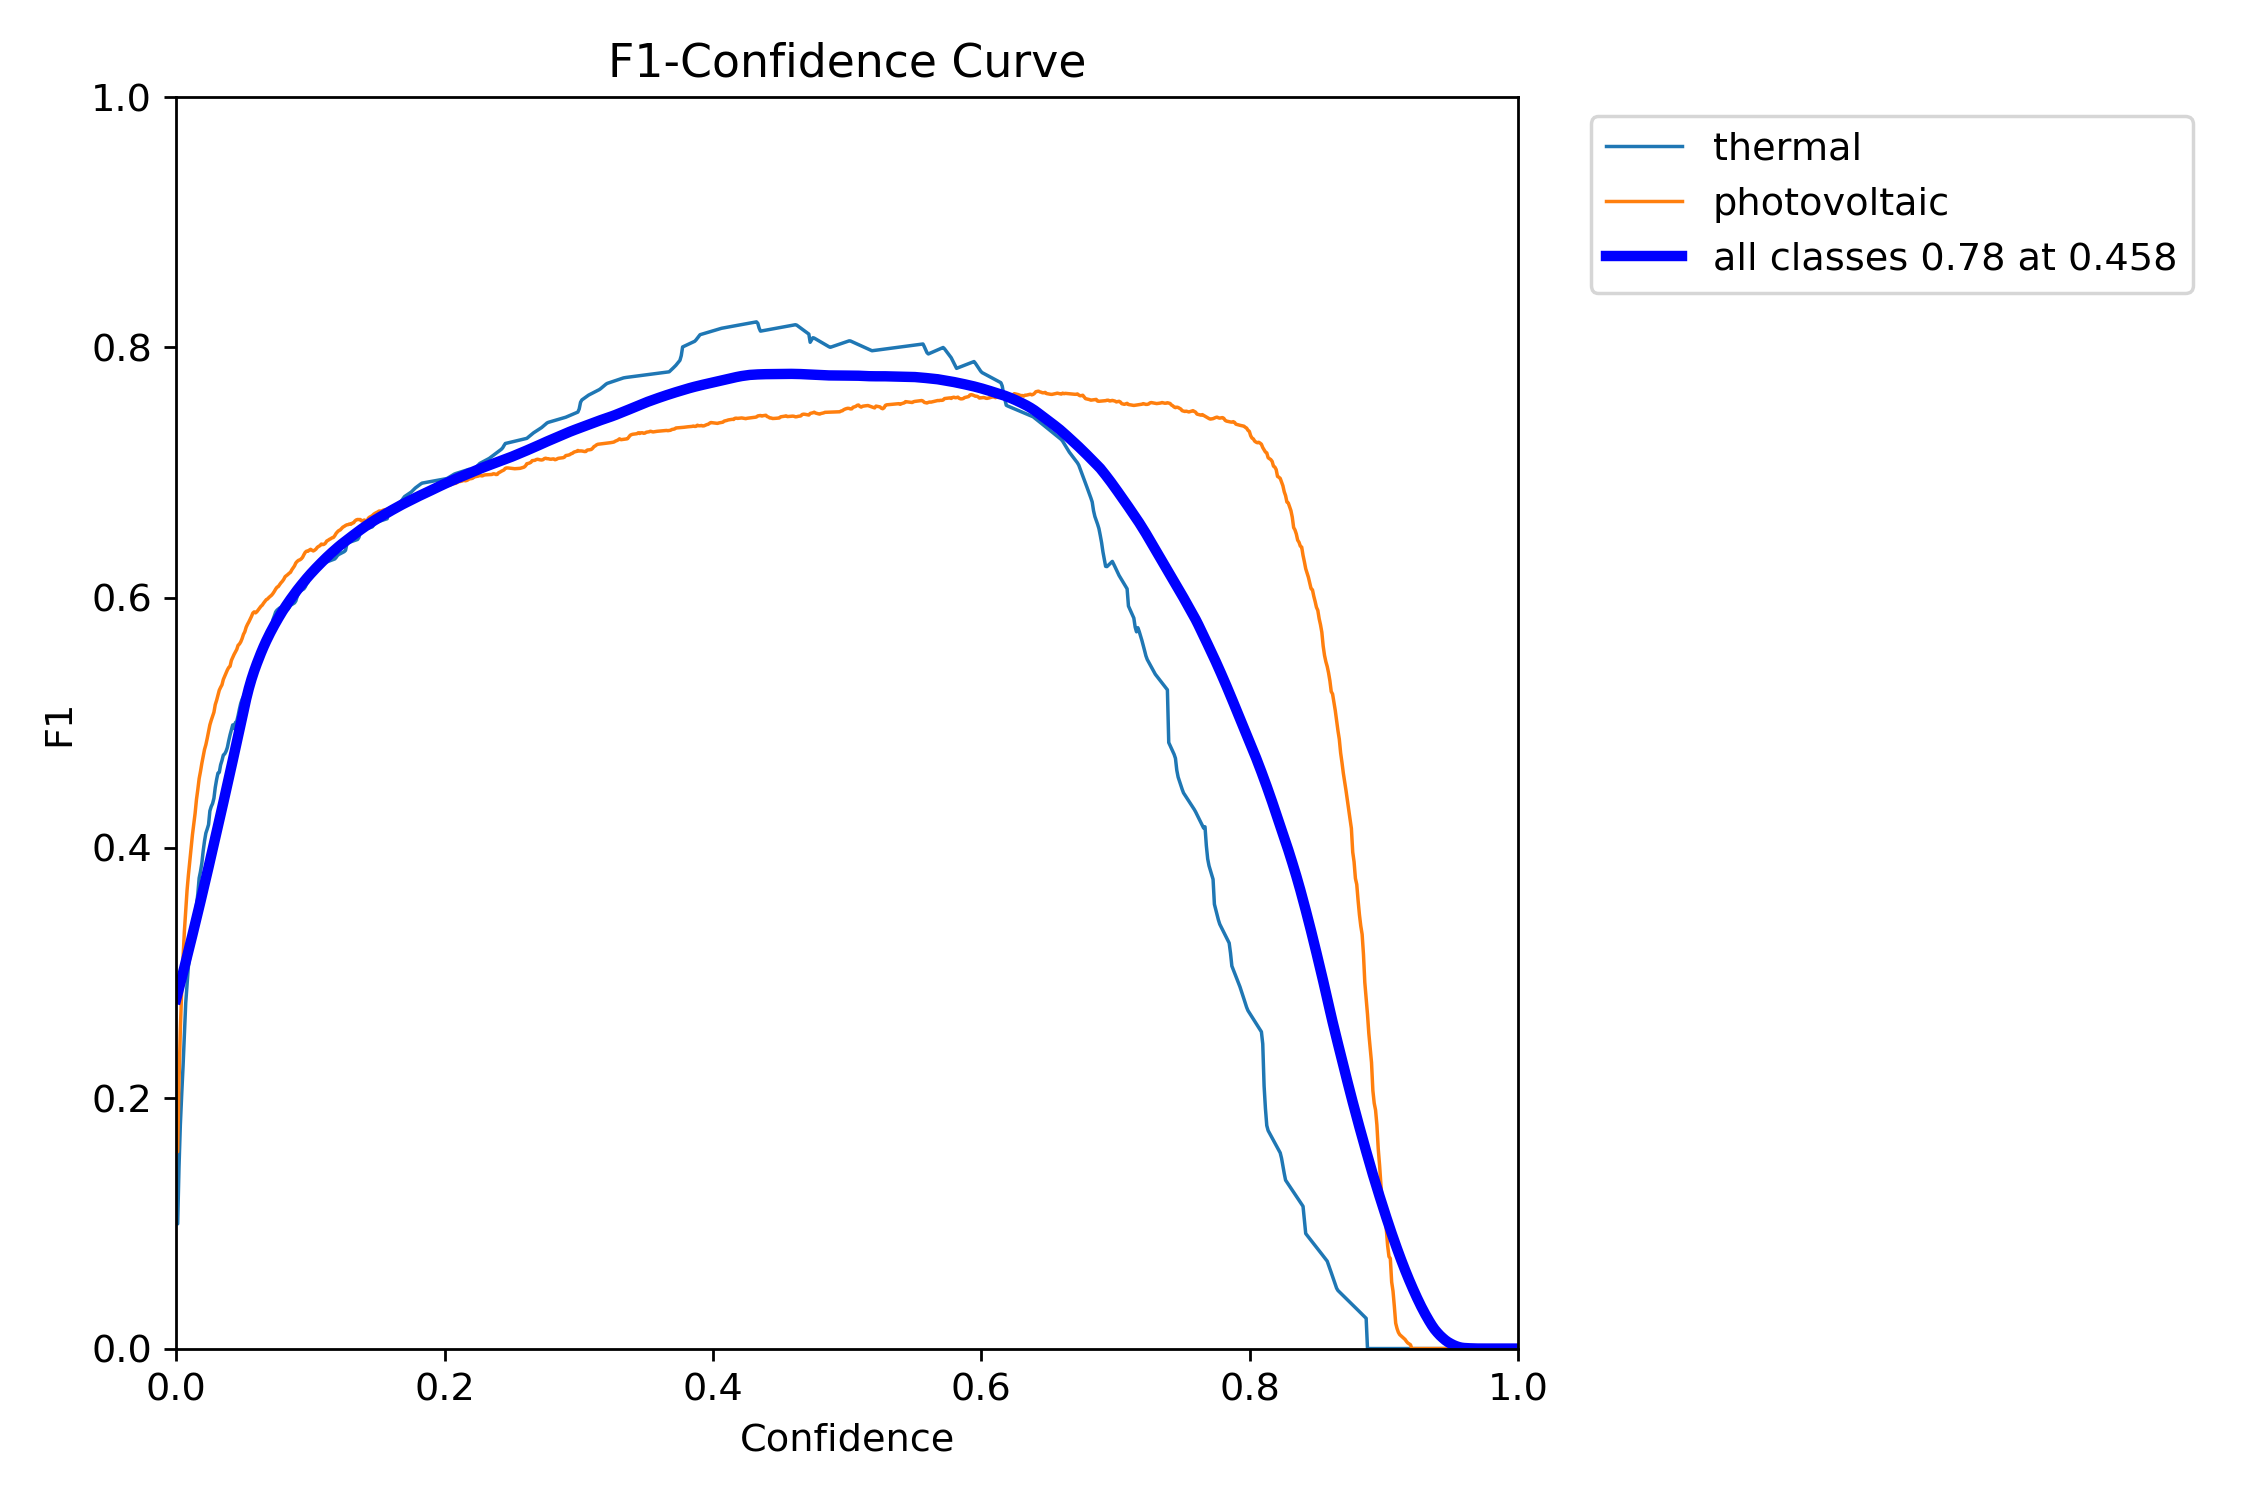 F1-Confidence Curve
1.0
0.8
0.6
0.4
0.2
0.0
F1
0.0 0.2 0.4 0.6 0.8 1.0
Confidence
thermal
photovoltaic
all classes 0.78 at 0.458